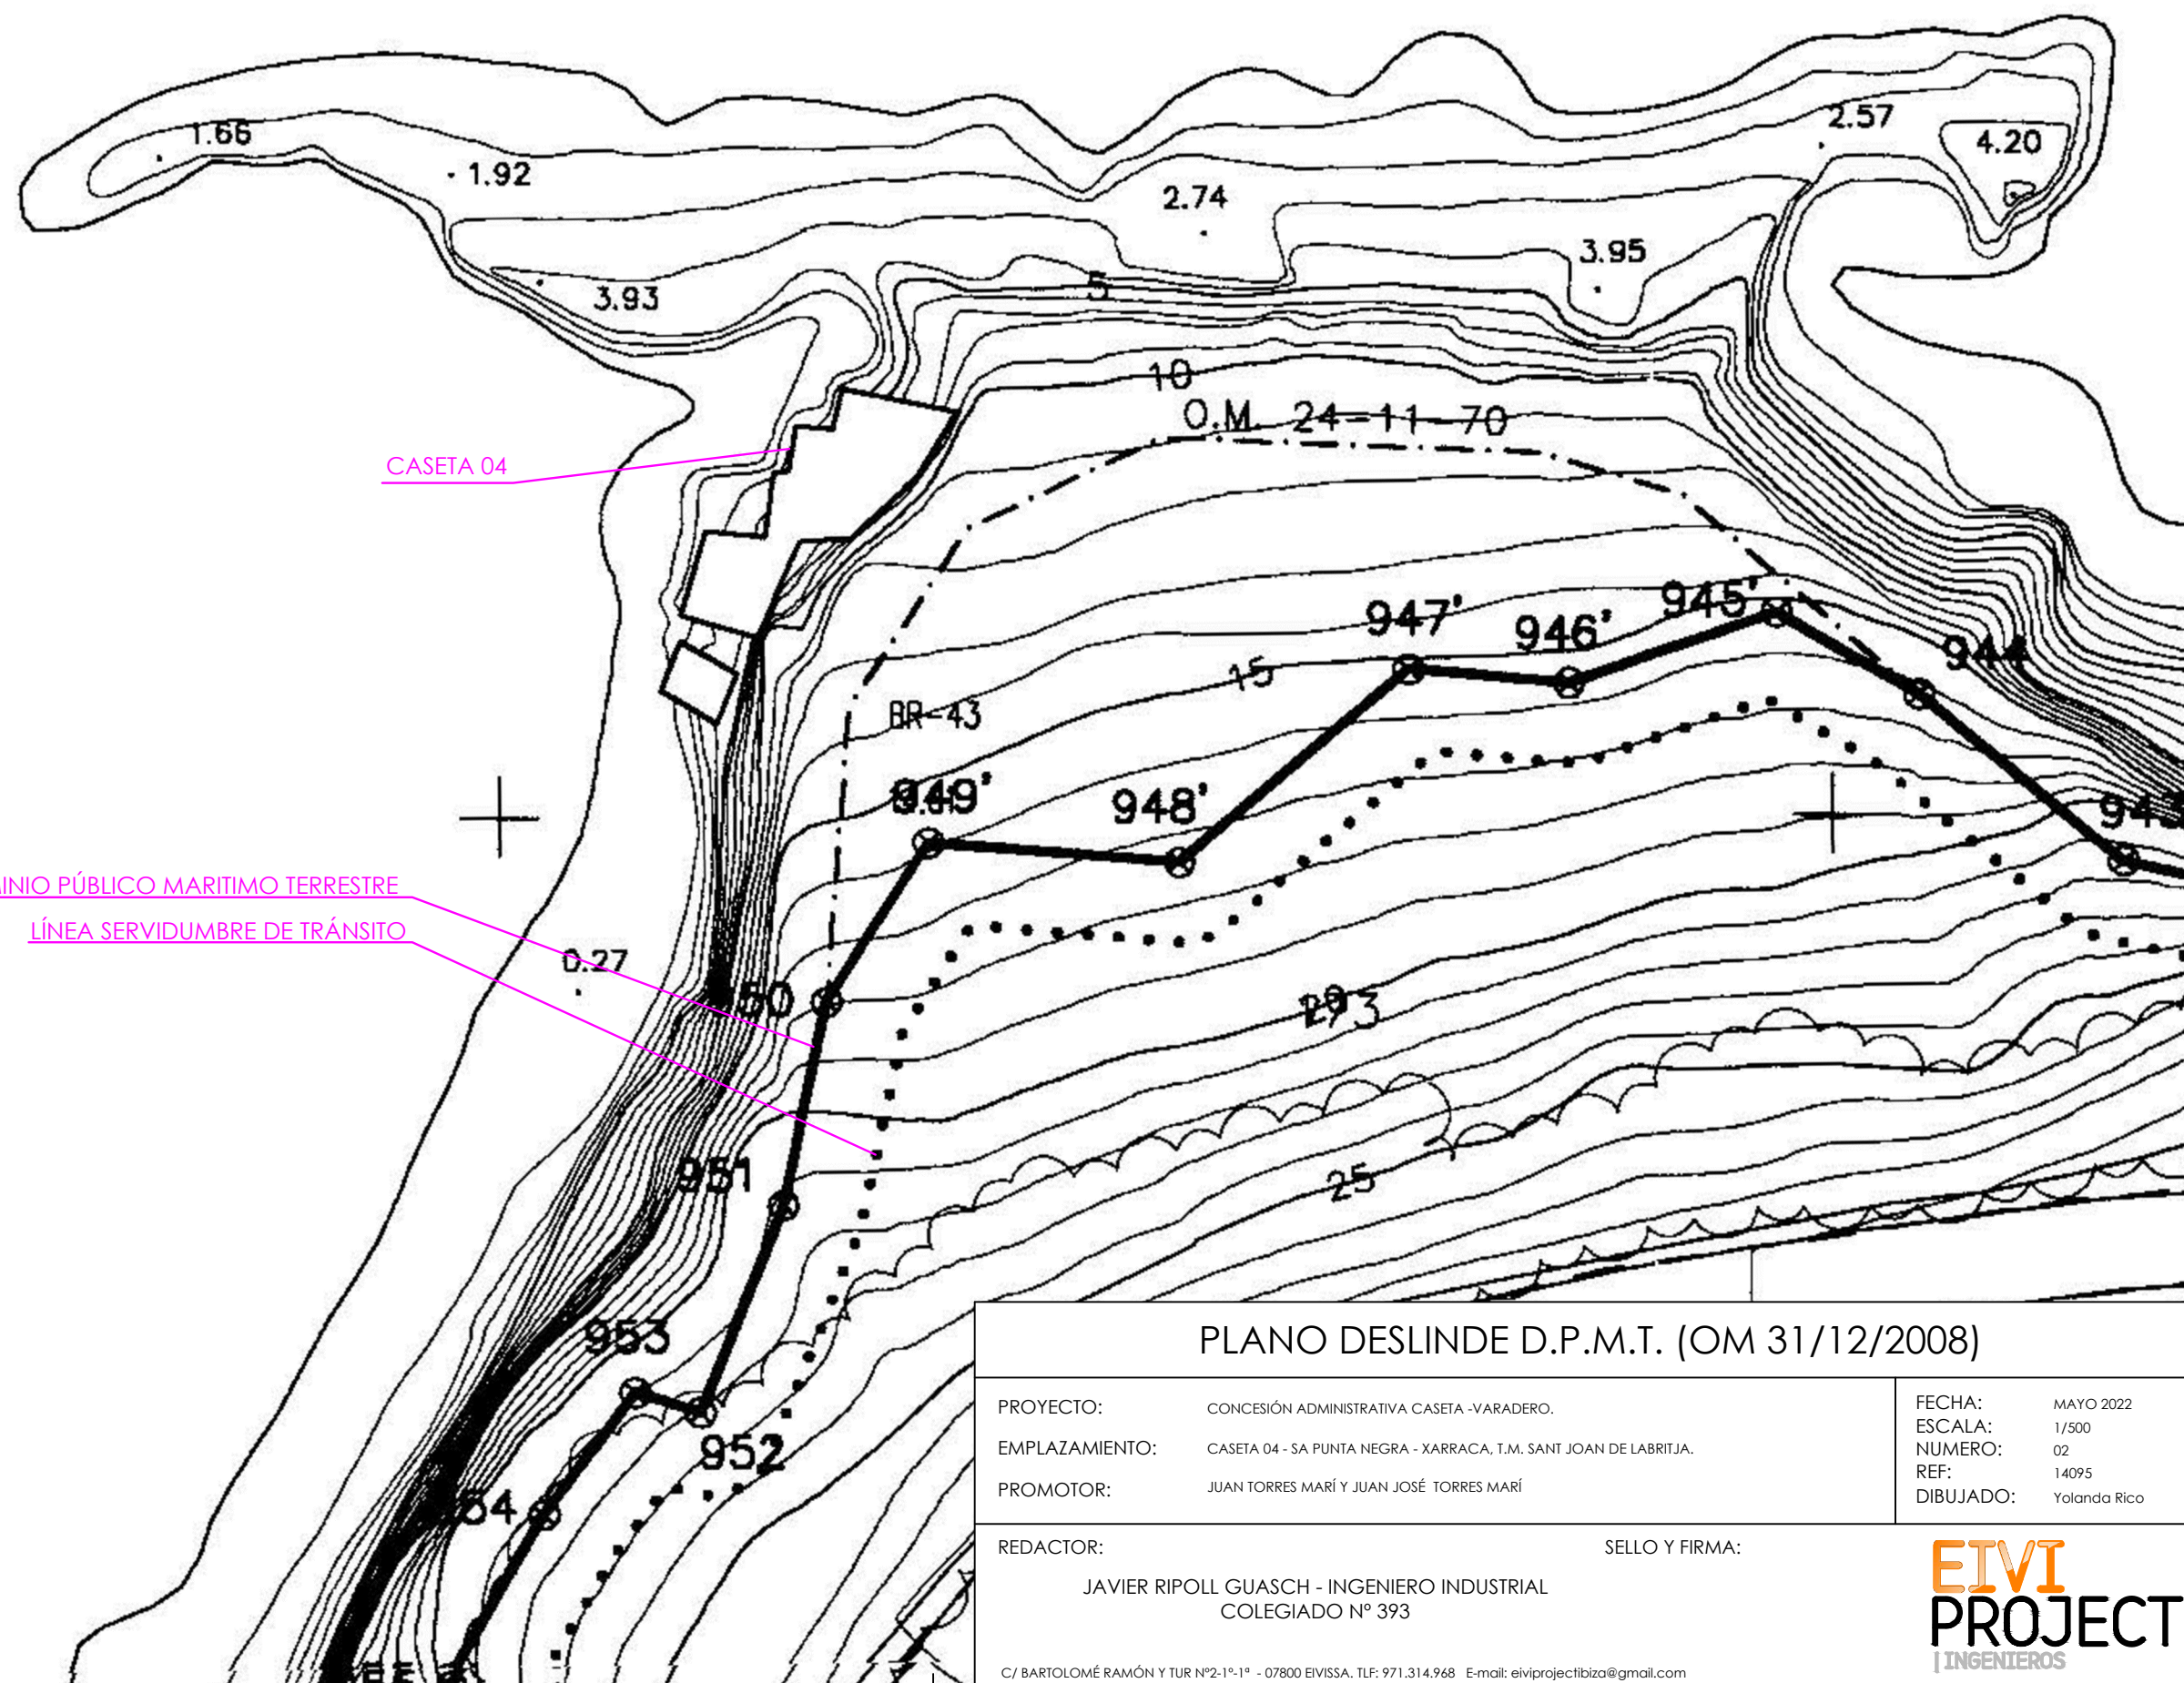 1.66
1.92
2.57
4.20
2.74
3.95
3.93
5
10
O.M. 24-11-70
CASETA 04
947'
946'
945'
944
15
BR-43
949'
948'
PÚBLICO MARITIMO TERRESTRE
LÍNEA SERVIDUMBRE DE TRÁNSITO
0.27
951
25
953
952
PLANO DESLINDE D.P.M.T. (OM 31/12/2008)
PROYECTO: CONCESIÓN ADMINISTRATIVA CASETA -VARADERO.
EMPLAZAMIENTO: CASETA 04 - SA PUNTA NEGRA - XARRACA, T.M. SANT JOAN DE LABRITJA.
PROMOTOR: JUAN TORRES MARÍ Y JUAN JOSÉ TORRES MARÍ
FECHA: MAYO 2022
ESCALA: 1/500
NUMERO: 02
REF: 14095
DIBUJADO: Yolanda Rico
REDACTOR:
SELLO Y FIRMA:
JAVIER RIPOLL GUASCH - INGENIERO INDUSTRIAL
COLEGIADO Nº 393
C/ BARTOLOMÉ RAMÓN Y TUR Nº2-1º-1ª - 07800 EIVISSA. TLF: 971.314.968 E-mail: eiviprojectibiza@gmail.com
EIVI
PROJECT
| INGENIEROS